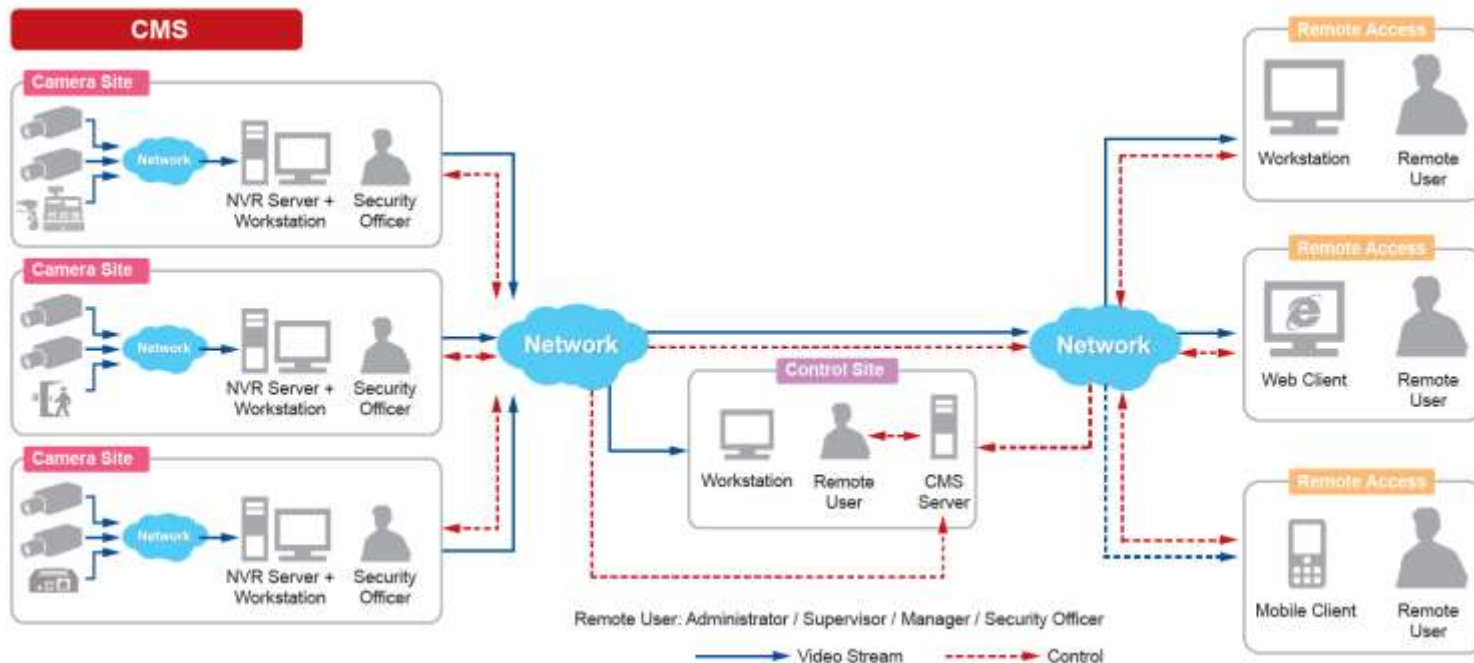 CMS
Camera Site
Network
NVR Server +
Workstation
Security
Officer
Camera Site
Network
NVR Server +
Workstation
Security
Officer
Camera Site
Network
NVR Server +
Workstation
Security
Officer
Network
Control Site
Workstation
Remote
User
CMS
Server
Network
Remote Access
Workstation
Remote
User
Remote Access
Web Client
Remote
User
Remote Access
Mobile Client
Remote
User
Remote User: Administrator / Supervisor / Manager / Security Officer
Video Stream
Control